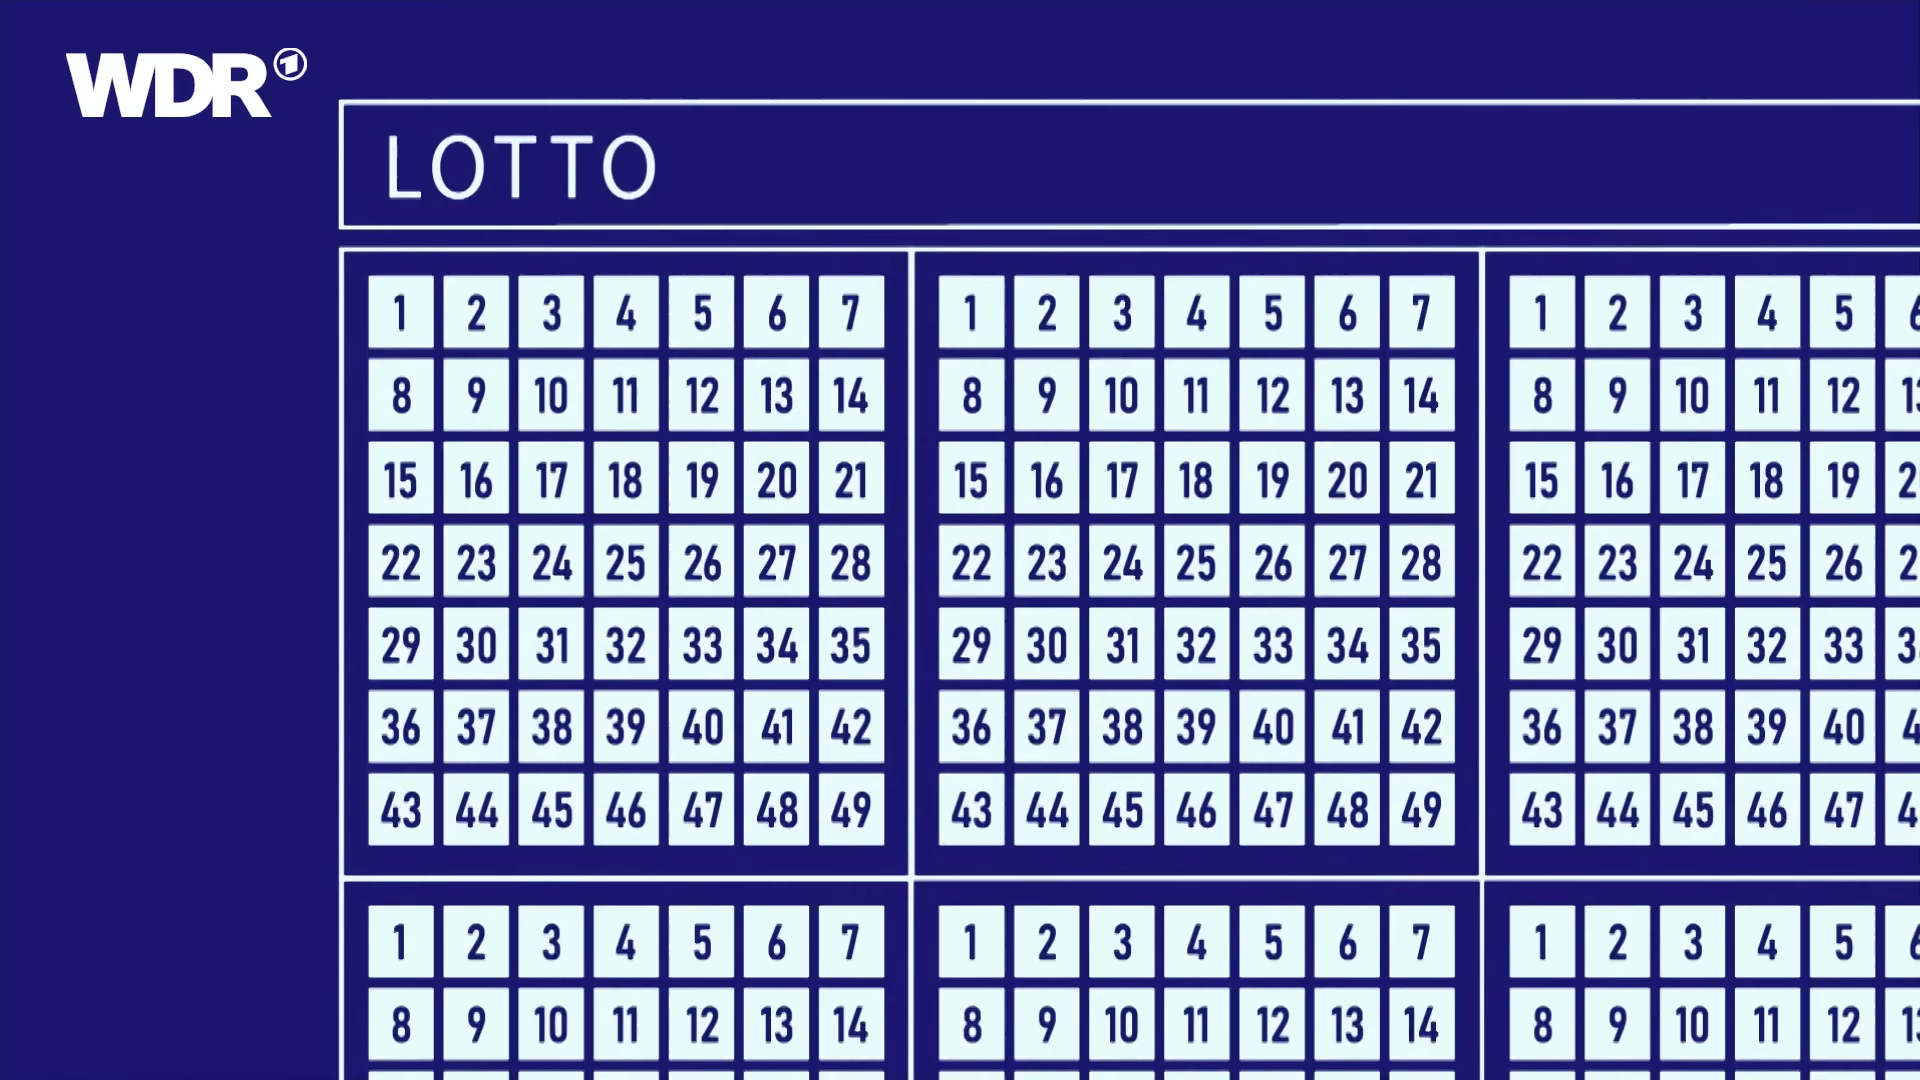 WDR 1
LOTTO
1 2 3 4 5 6 7 1 2 3 4 5 6 7 1 2 3 4 5 6
8 9 10 11 12 13 14 8 9 10 11 12 13 14 8 9 10 11 12
15 16 17 18 19 20 21 15 16 17 18 19 20 21 15 16 17 18 19
22 23 24 25 26 27 28 22 23 24 25 26 27 28 22 23 24 25 26
29 30 31 32 33 34 35 29 30 31 32 33 34 35 29 30 31 32 33
36 37 38 39 40 41 42 36 37 38 39 40 41 42 36 37 38 39 40
43 44 45 46 47 48 49 43 44 45 46 47 48 49 43 44 45 46 47
1 2 3 4 5 6 7 1 2 3 4 5 6 7 1 2 3 4 5 6
8 9 10 11 12 13 14 8 9 10 11 12 13 14 8 9 10 11 12